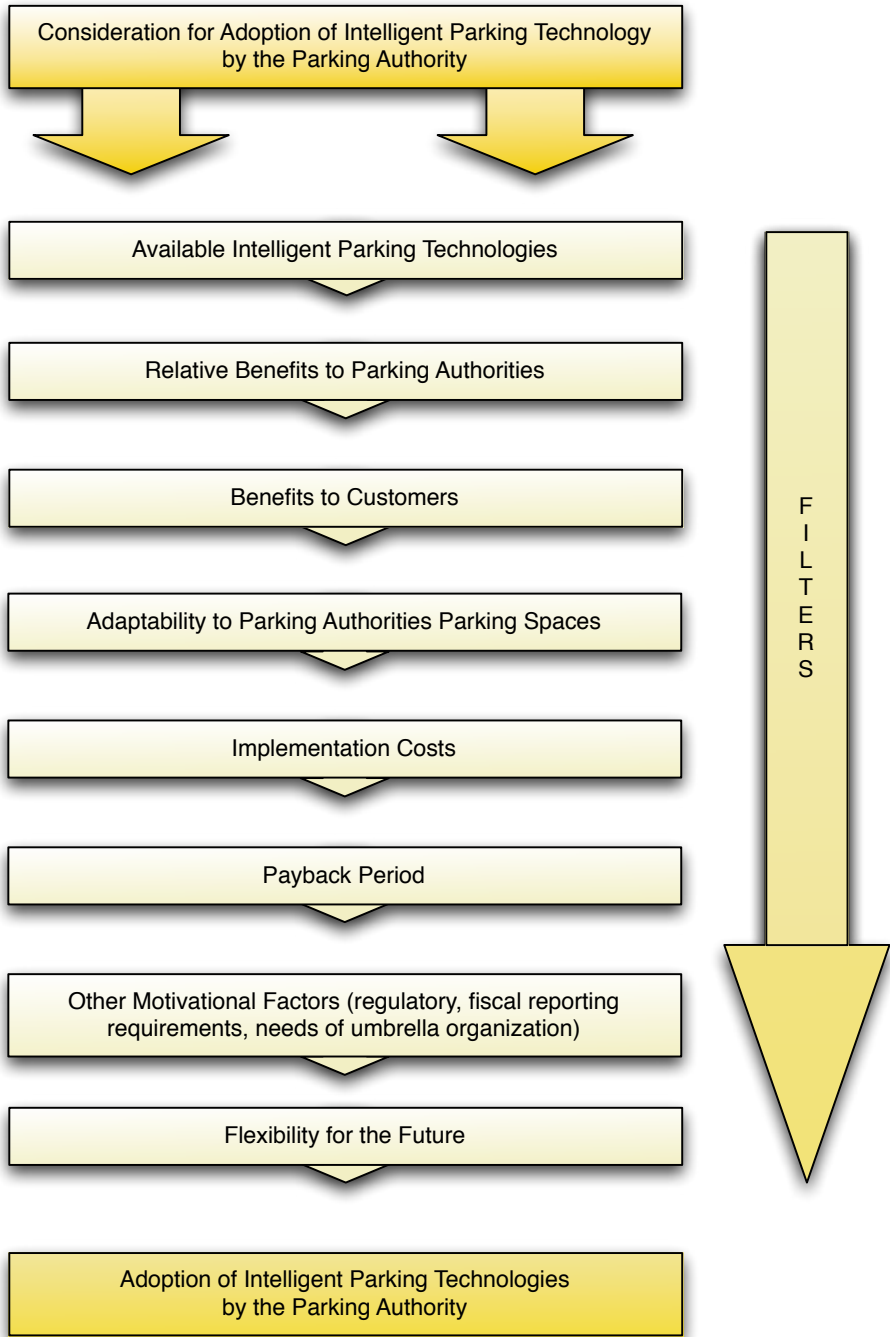 Consideration for Adoption of Intelligent Parking Technology
by the Parking Authority
Available Intelligent Parking Technologies
Relative Benefits to Parking Authorities
Benefits to Customers
Adaptability to Parking Authorities Parking Spaces
Implementation Costs
Payback Period
Other Motivational Factors (regulatory, fiscal reporting
requirements, needs of umbrella organization)
Flexibility for the Future
Adoption of Intelligent Parking Technologies
by the Parking Authority
F
I
L
T
E
R
S